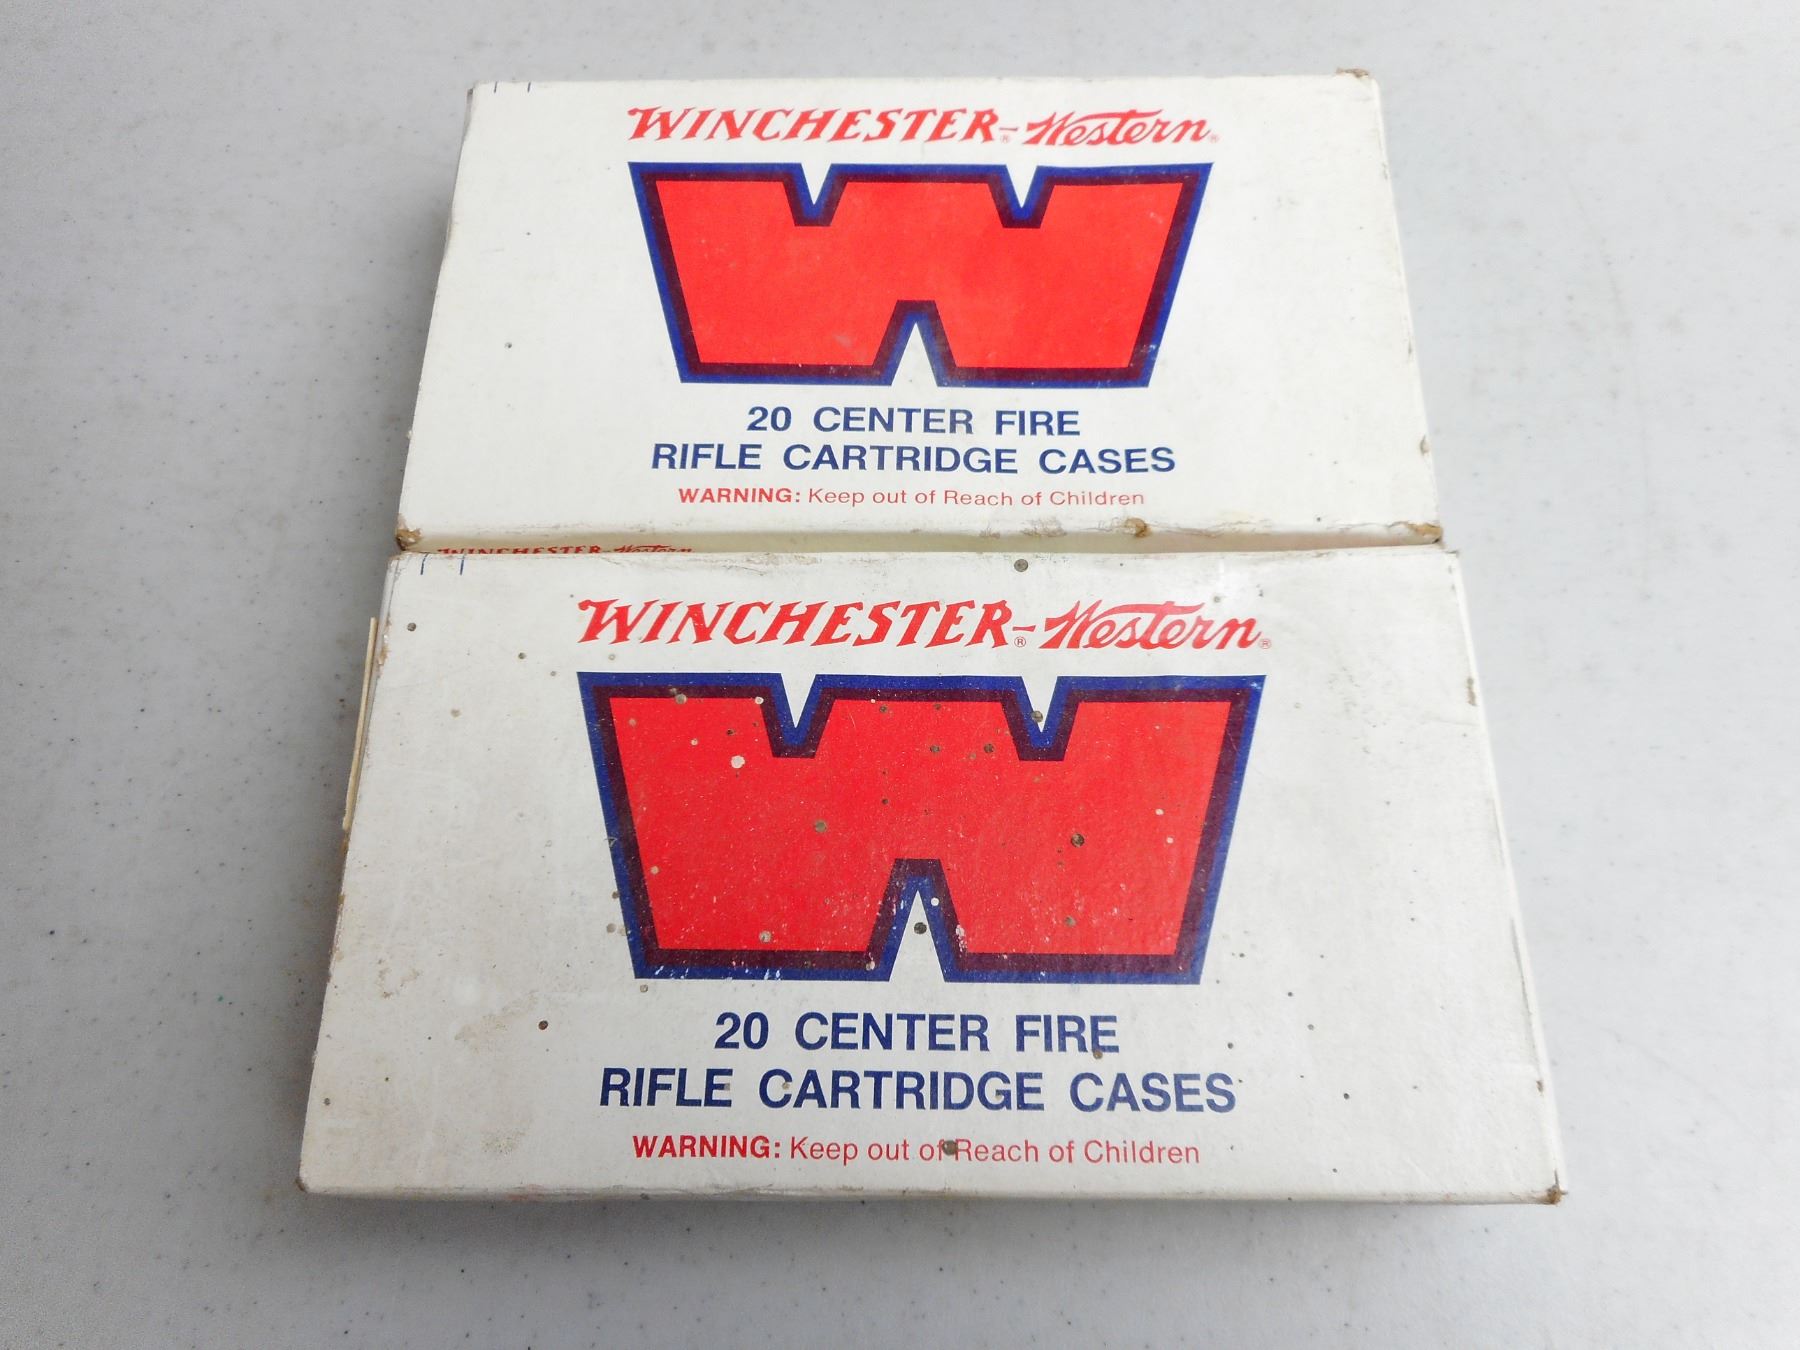 WINCHESTER®-Western®
W
20 CENTER FIRE
RIFLE CARTRIDGE CASES
WARNING: Keep out of Reach of Children
WINCHESTER-Western
WINCHESTER®-Western®
W
20 CENTER FIRE
RIFLE CARTRIDGE CASES
WARNING: Keep out of Reach of Children